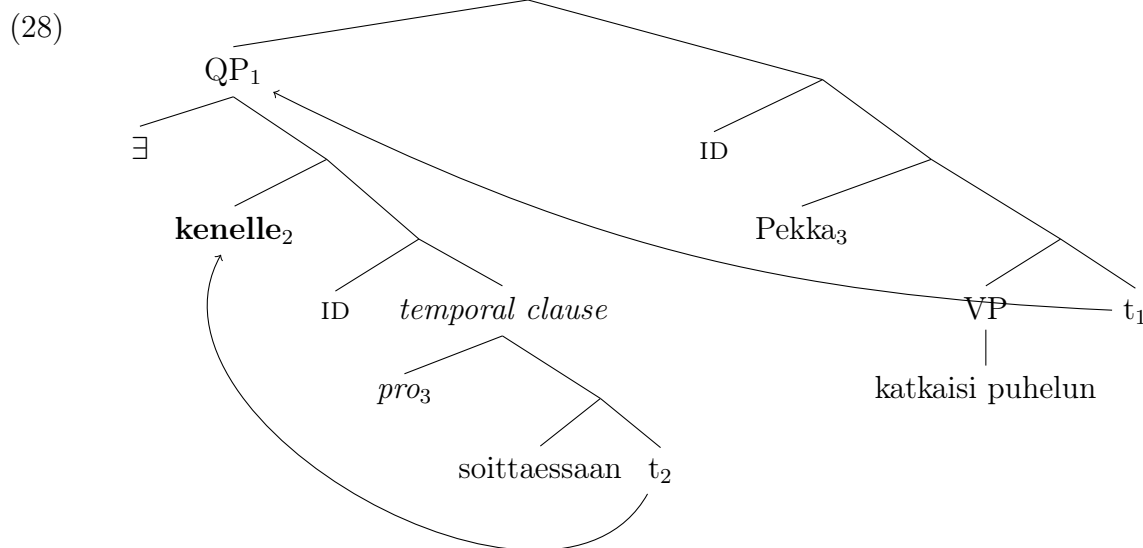 (28)
QP₁
∃ ID
kenelle₂ Pekka₃
ID temporal clause VP t₁
pro₃ katkaisi puhelun
soittaessaan t₂